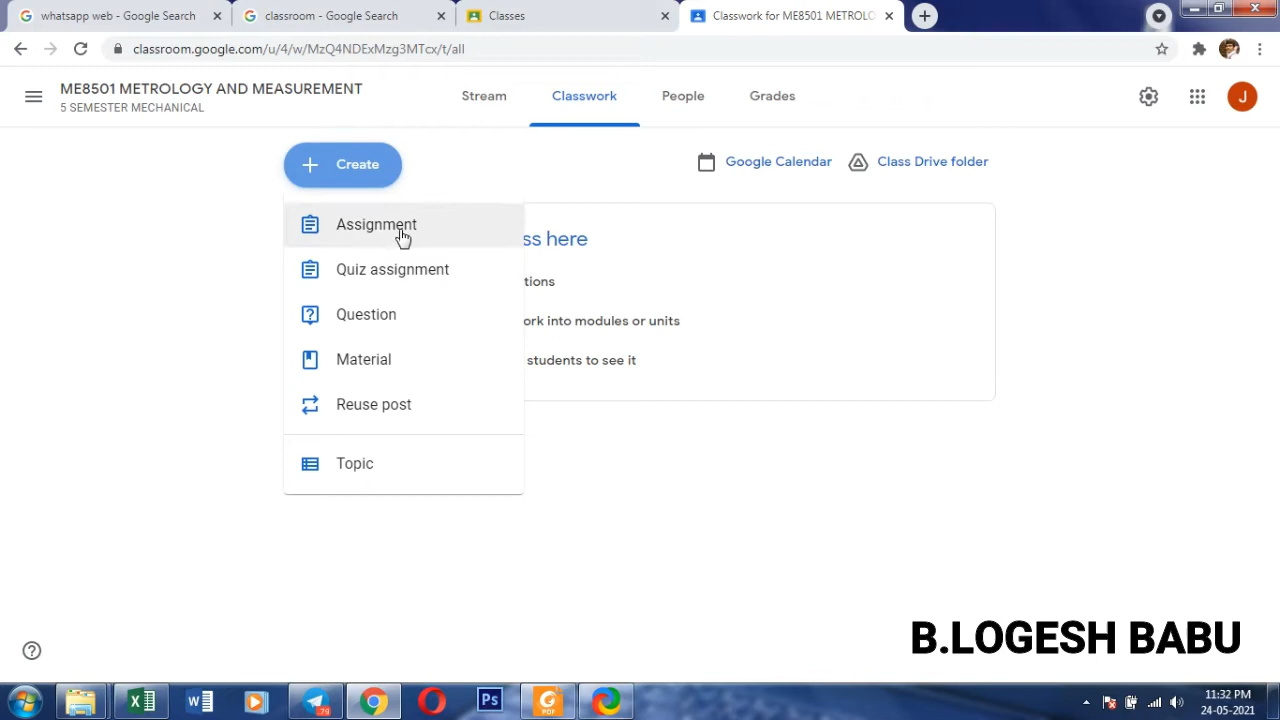 whatsapp web - Google Search
classroom - Google Search
Classes
Classwork for ME8501 METROLO
classroom.google.com/u/4/w/MzQ4NDExMzg3MTcx/t/all
ME8501 METROLOGY AND MEASUREMENT
5 SEMESTER MECHANICAL
Stream
Classwork
People
Grades
J
Create
Google Calendar
Class Drive folder
Assignment
ss here
Quiz assignment
tions
Question
ork into modules or units
Material
students to see it
Reuse post
Topic
B.LOGESH BABU
79
Ps
PDF
11:32 PM
24-05-2021